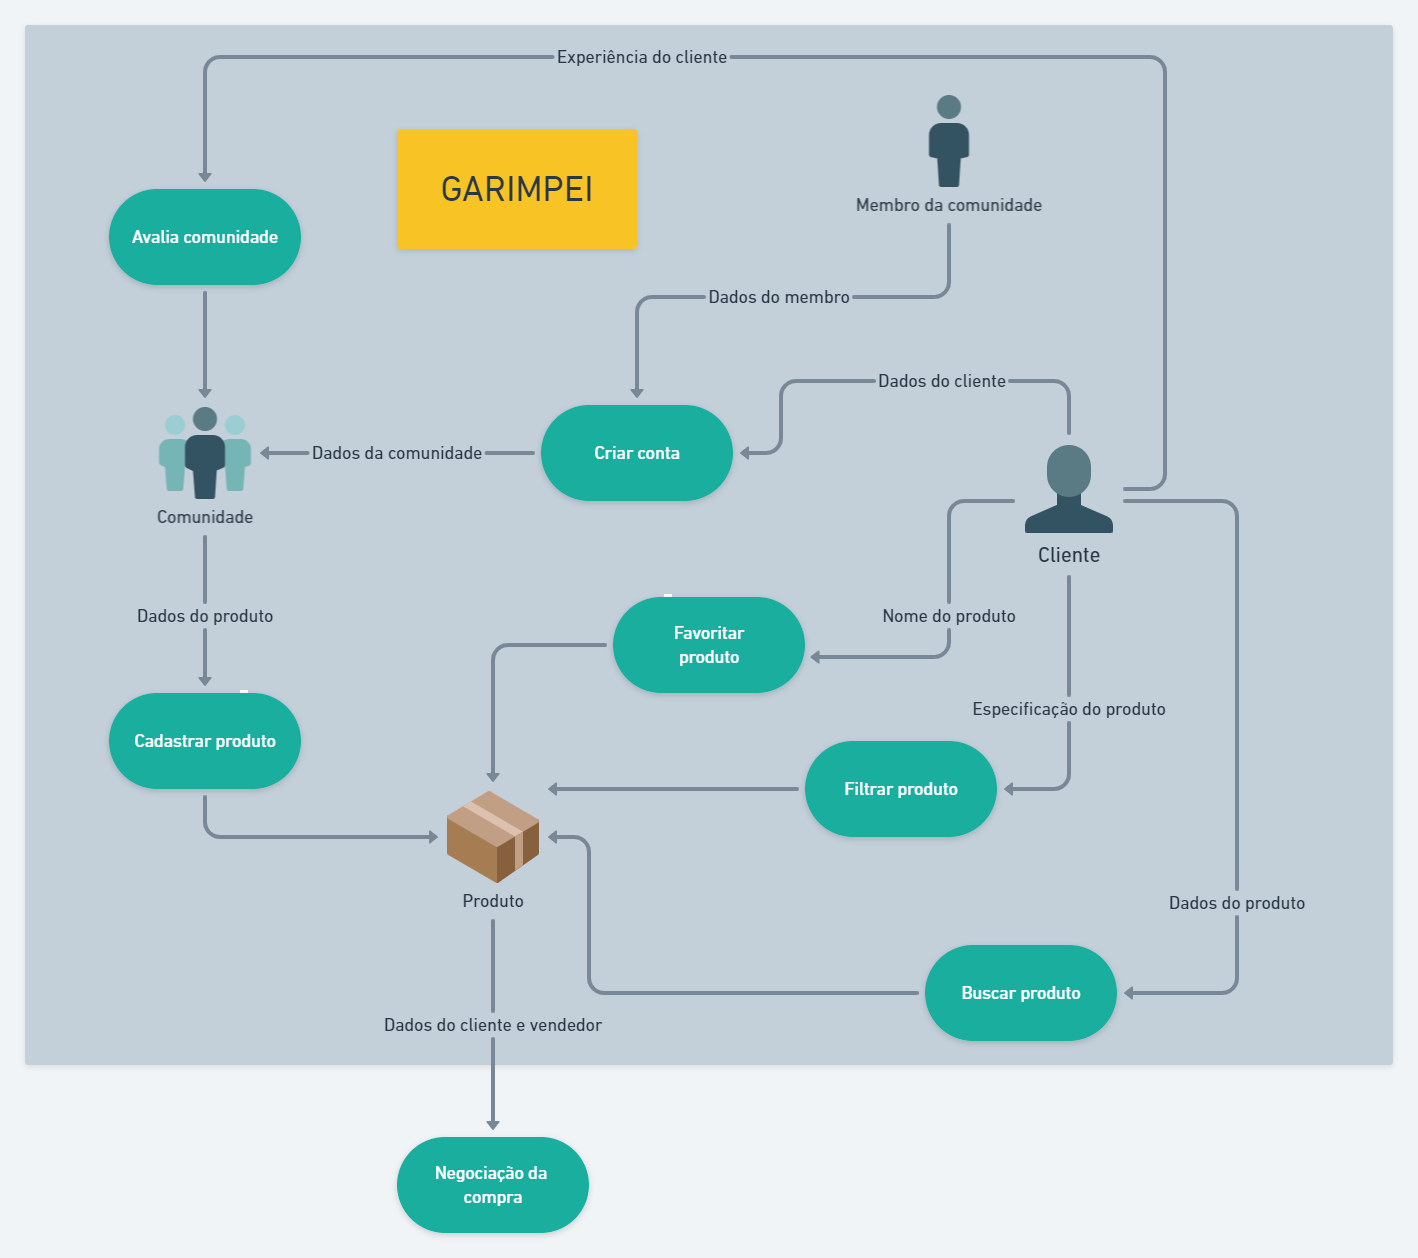 Experiência do cliente
GARIMPEI
Membro da comunidade
Avalia comunidade
Dados do membro
Dados do cliente
Criar conta
Dados da comunidade
Comunidade
Cliente
Dados do produto
Nome do produto
Favoritar
produto
Especificação do produto
Cadastrar produto
Filtrar produto
Produto
Dados do produto
Buscar produto
Dados do cliente e vendedor
Negociação da
compra